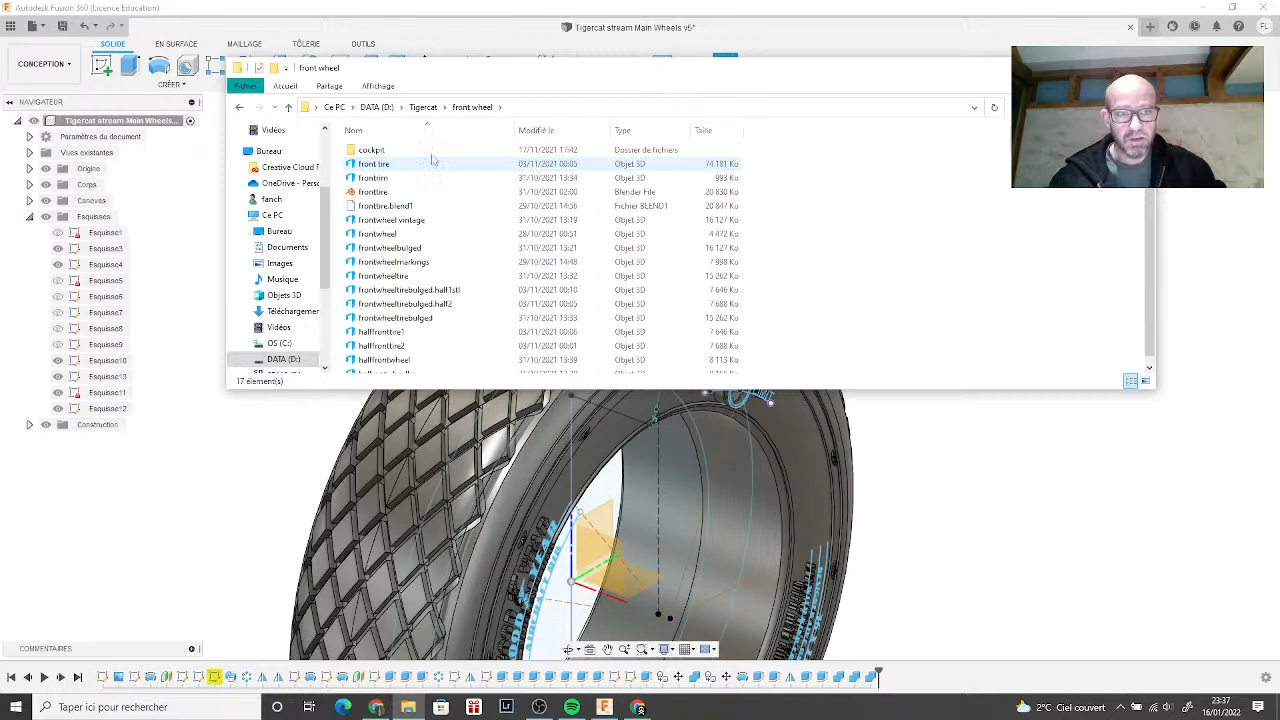 Autodesk Fusion 360 (Licence Education)
Tigercat stream Main Wheels v5*
FL
SOLIDE EN SURFACE MAILLAGE TÔLERIE OUTILS
CONCEPTION
CRÉER
NAVIGATEUR
Tigercat stream Main Wheels...
Paramètres du document
Vues existantes
Origine
Corps
Canevas
Esquisses
Esquisse1
Esquisse3
Esquisse4
Esquisse5
Esquisse6
Esquisse7
Esquisse8
Esquisse9
Esquisse10
Esquisse13
Esquisse11
Esquisse12
Construction
front wheel
Fichier Accueil Partage Affichage
Ce PC DATA (D:) Tigercat front wheel
Vidéos
Bureau
Creative Cloud F
OneDrive - Perso
fanch
Ce PC
Bureau
Documents
Images
Musique
Objets 3D
Téléchargemer
Vidéos
OS (C:)
DATA (D:)
Nom Modifié le Type Taille
cockpit 17/11/2021 17:42 Dossier de fichiers
front tire 03/11/2021 00:05 Objet 3D 74 181 Ko
frontrim 31/10/2021 13:34 Objet 3D 993 Ko
fronttire 31/10/2021 02:00 Blender File 20 830 Ko
fronttire.blend1 29/10/2021 14:56 Fichier BLEND1 20 847 Ko
frontwheel vintage 31/10/2021 13:19 Objet 3D 16 127 Ko
frontwheel 28/10/2021 00:51 Objet 3D 4 472 Ko
frontwheelbulged 31/10/2021 13:21 Objet 3D 16 127 Ko
frontwheelmarkings 29/10/2021 14:48 Objet 3D 7 998 Ko
frontwheeltire 31/10/2021 13:32 Objet 3D 15 262 Ko
frontwheeltirebulged.half1stl 03/11/2021 00:10 Objet 3D 7 646 Ko
frontwheeltirebulged.half2 03/11/2021 00:05 Objet 3D 7 688 Ko
frontwheeltirebulged 31/10/2021 13:33 Objet 3D 15 262 Ko
halffronttire1 03/11/2021 00:06 Objet 3D 7 646 Ko
halffronttire2 03/11/2021 00:01 Objet 3D 7 688 Ko
halffrontwheel 31/10/2021 13:39 Objet 3D 8 113 Ko
17 élément(s)
YEAR
AIRCRAFT RIB
COMMENTAIRES
Taper ici pour rechercher
2°C Ciel couvert
23:37
16/01/2022